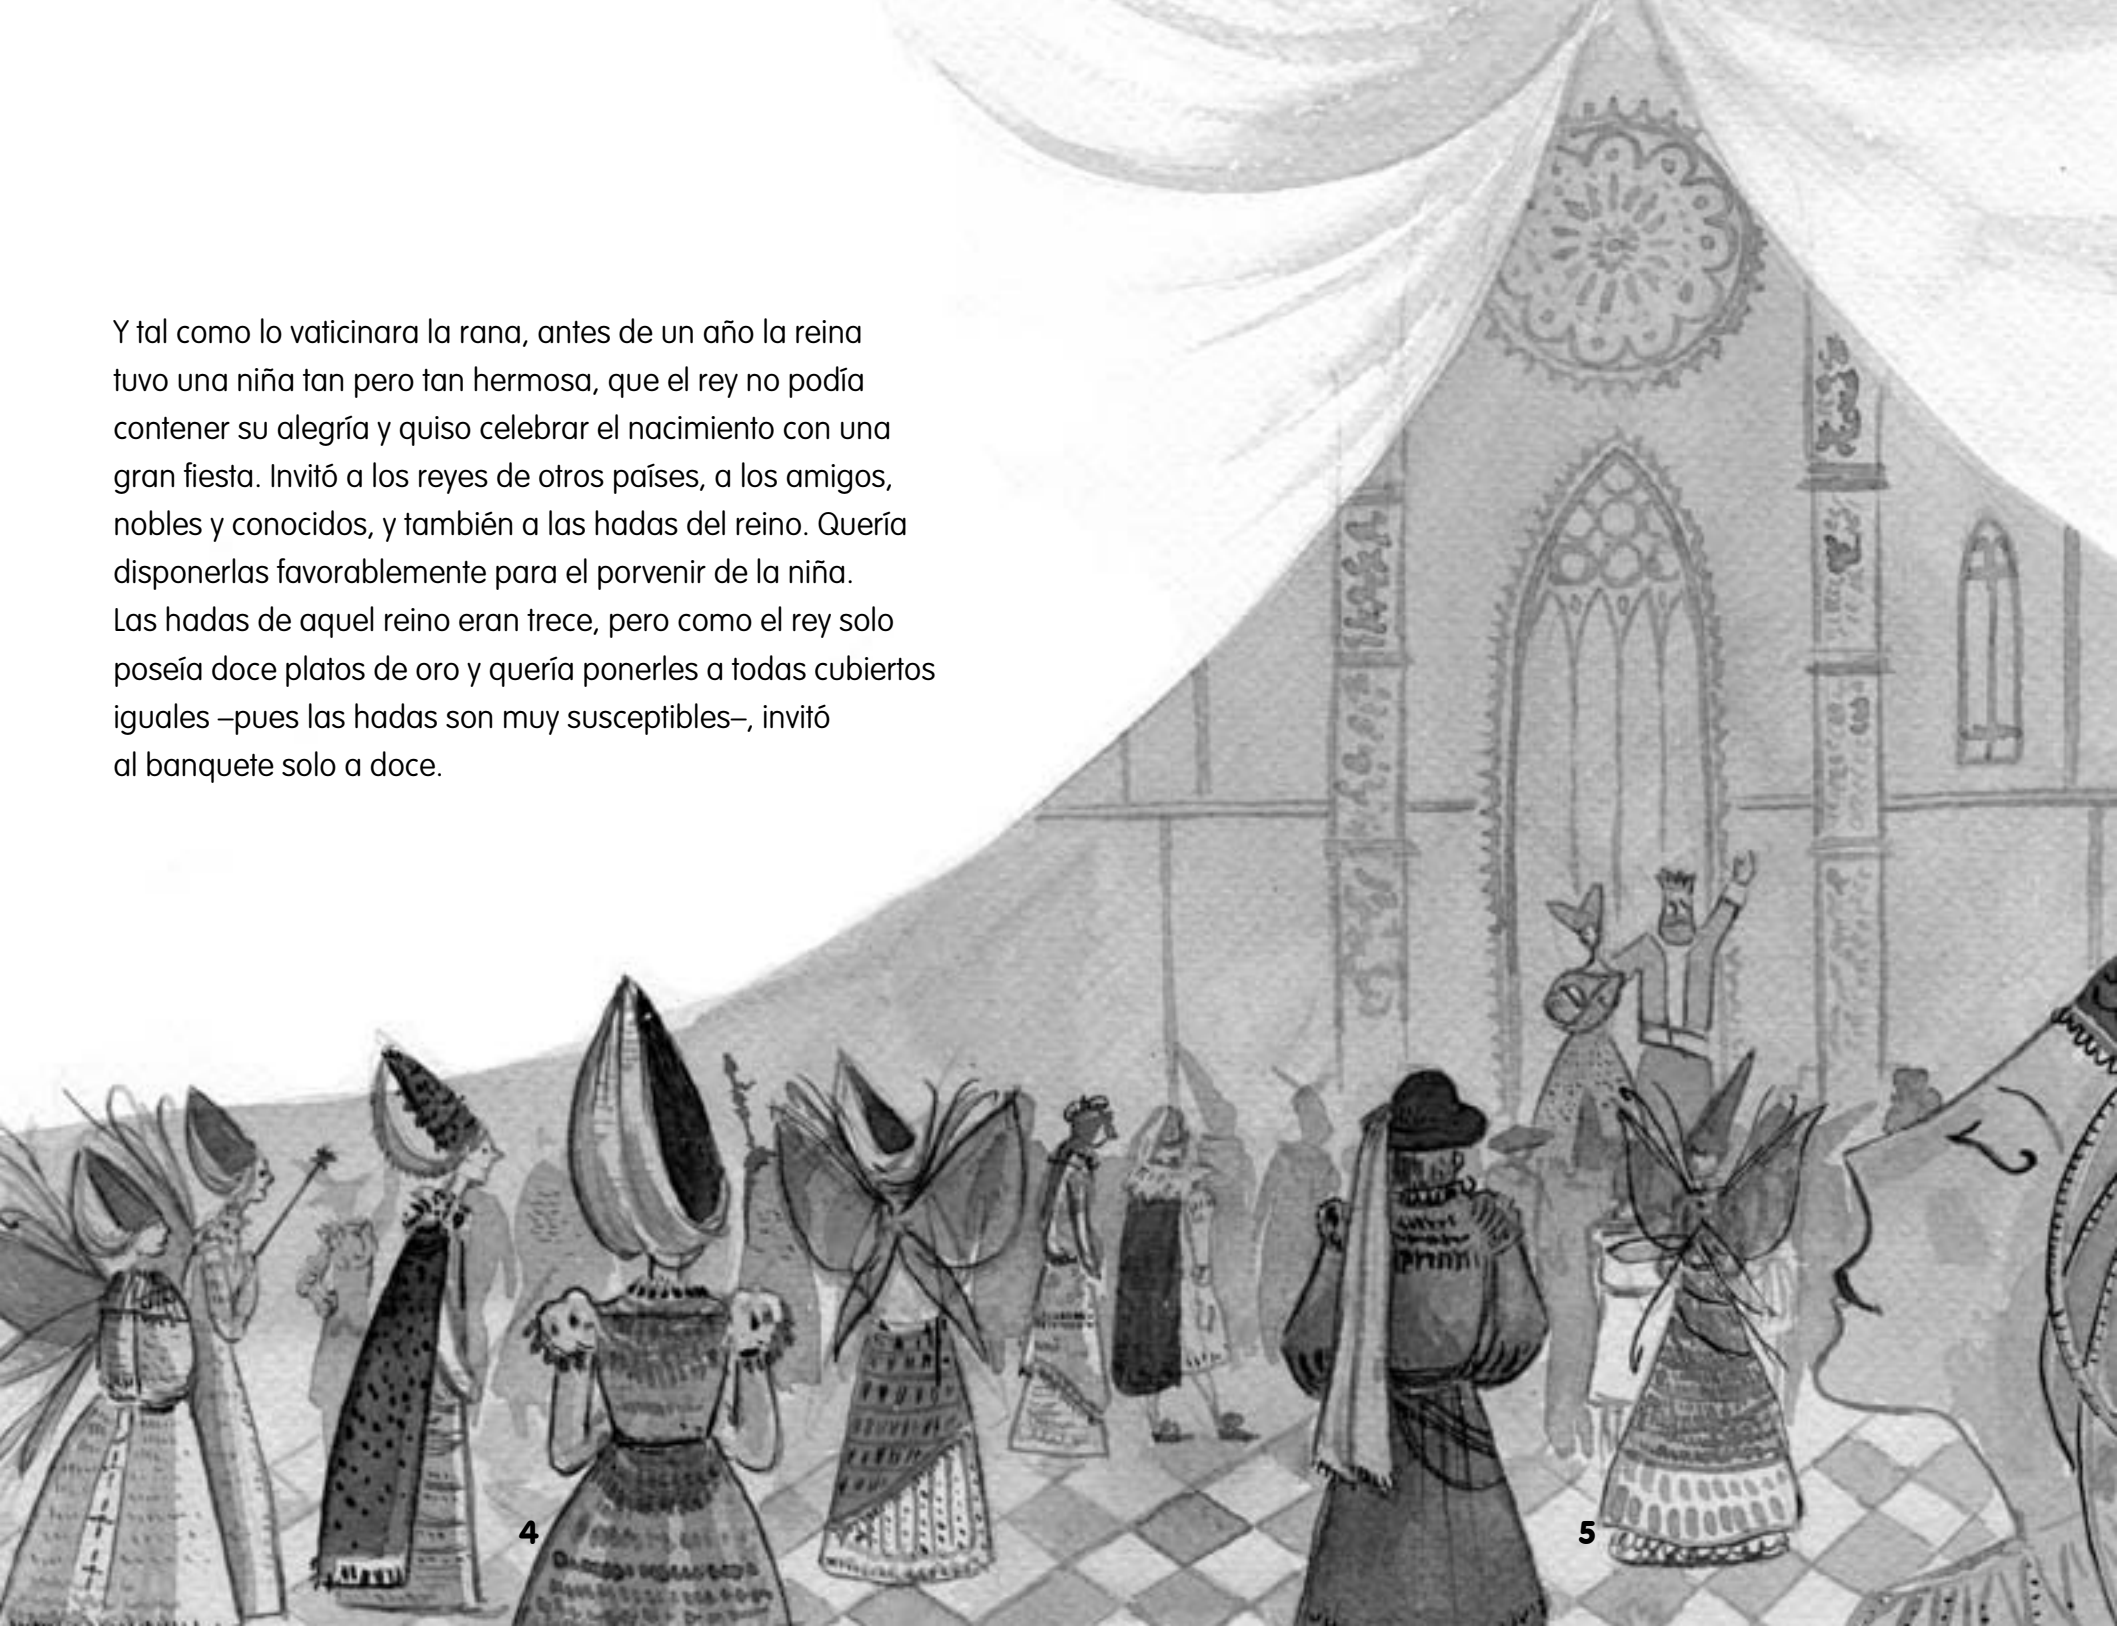 Y tal como lo vaticinara la rana, antes de un año la reina
tuvo una niña tan pero tan hermosa, que el rey no podía
contener su alegría y quiso celebrar el nacimiento con una
gran fiesta. Invitó a los reyes de otros países, a los amigos,
nobles y conocidos, y también a las hadas del reino. Quería
disponerlas favorablemente para el porvenir de la niña.
Las hadas de aquel reino eran trece, pero como el rey solo
poseía doce platos de oro y quería ponerles a todas cubiertos
iguales –pues las hadas son muy susceptibles–, invitó
al banquete solo a doce.
4
5